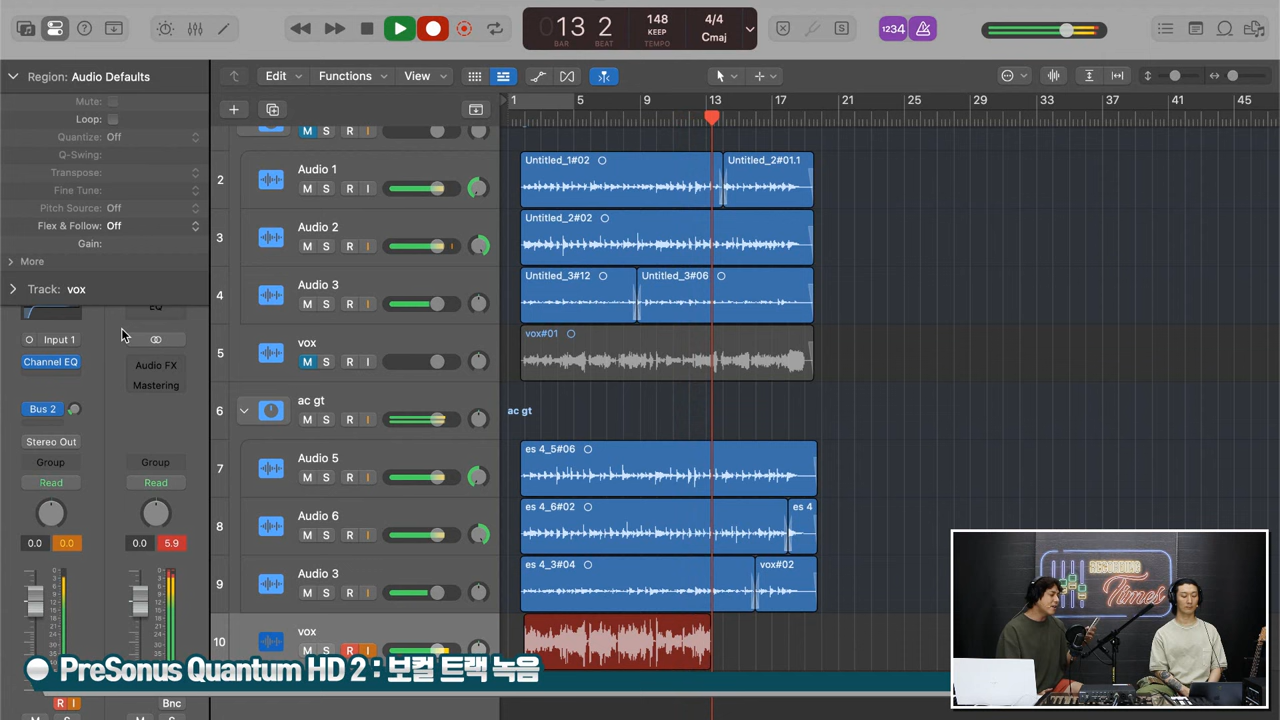 13 2
BAR BEAT
148
KEEP
TEMPO
4/4
Cmaj
S
1234
Region: Audio Defaults
Edit
Functions
View
Mute:
Loop:
Quantize: Off
Q-Swing:
Transpose:
Fine Tune:
Pitch Source: Off
Flex & Follow: Off
Gain:
More
Track: vox
1 5 9 13 17 21 25 29 33 37 41 45
M S R I
2 Audio 1
M S R I
Untitled_1#02
Untitled_2#01.1
3 Audio 2
M S R I
Untitled_2#02
4 Audio 3
M S R I
Untitled_3#12
Untitled_3#06
5 vox
M S R I
vox#01
6 ac gt
M S R I
ac gt
7 Audio 5
M S R I
es 4_5#06
8 Audio 6
M S R I
es 4_6#02
es 4
9 Audio 3
M S R I
es 4_3#04
vox#02
10 vox
M S R I
EQ
Input 1
Channel EQ
Audio FX
Mastering
Bus 2
Stereo Out
Group Group
Read Read
0.0 0.0 0.0 5.9
R I
Bnc
M S M
RECORDING
Times
PreSonus Quantum HD 2 : 보컬 트랙 녹음